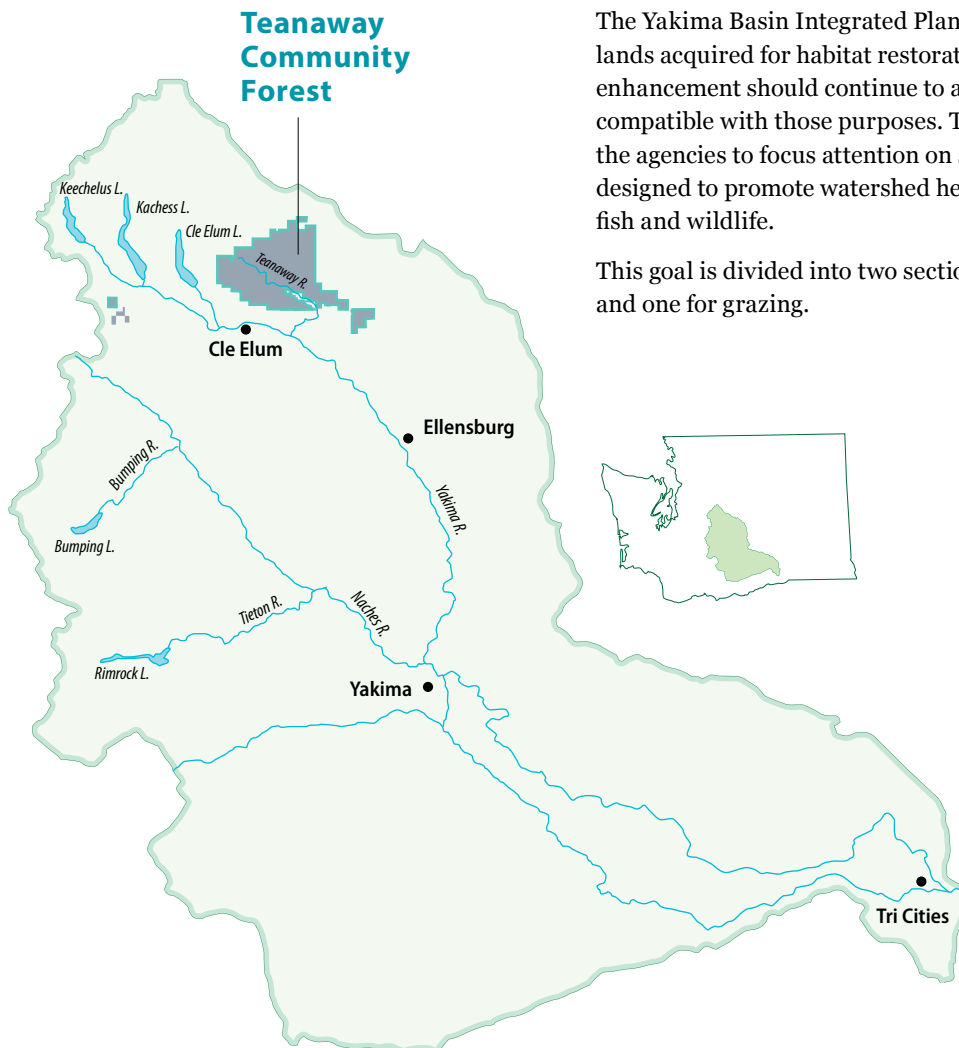 Teanaway
Community
Forest
The Yakima Basin Integrated Plan
lands acquired for habitat restorat
enhancement should continue to a
compatible with those purposes. T
the agencies to focus attention on
designed to promote watershed he
fish and wildlife.
This goal is divided into two sectio
and one for grazing.
Keechelus L.
Kachess L.
Cle Elum L.
Teanaway R.
Cle Elum
Ellensburg
Bumping R.
Yakima R.
Bumping L.
Tieton R.
Naches R.
Rimrock L.
Yakima
Tri Cities